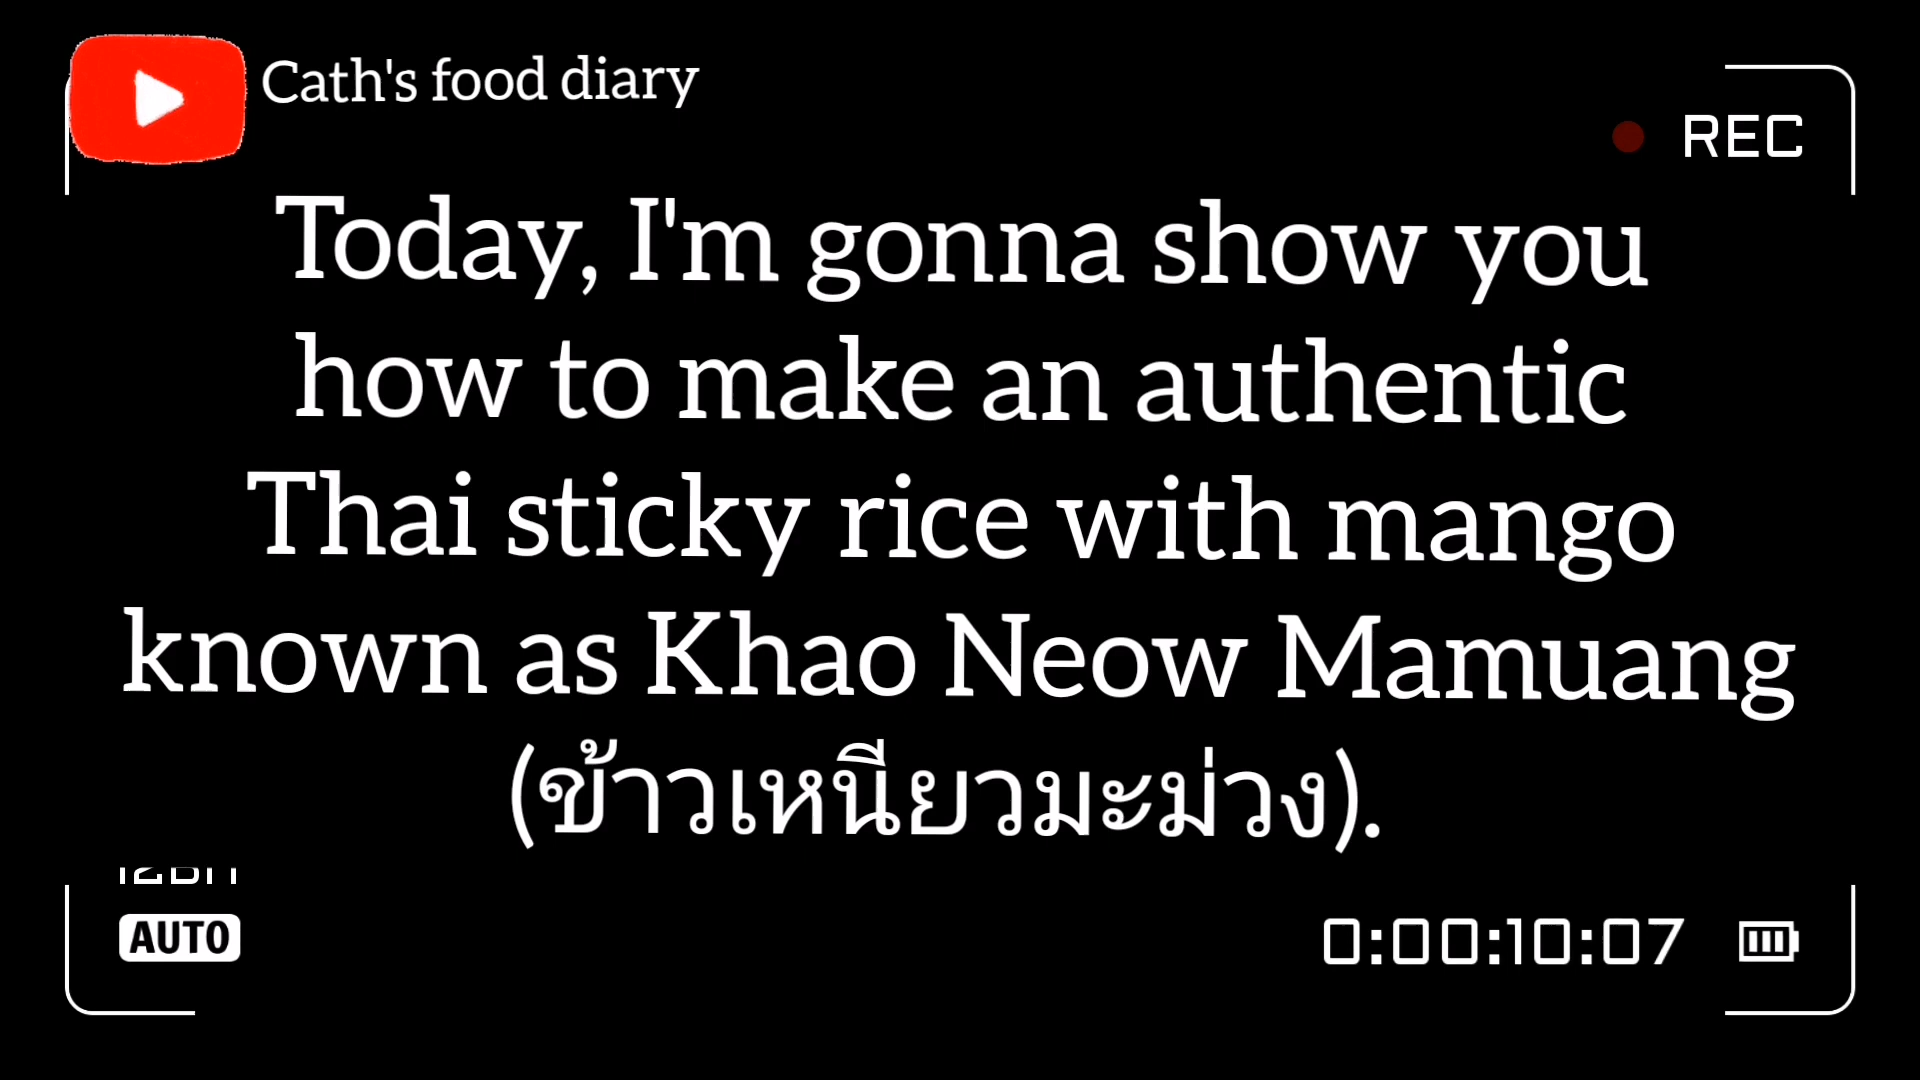 Cath's food diary
REC
Today, I'm gonna show you
how to make an authentic
Thai sticky rice with mango
known as Khao Neow Mamuang
(ข้าวเหนียวมะม่วง).
AUTO
0:00:10:07